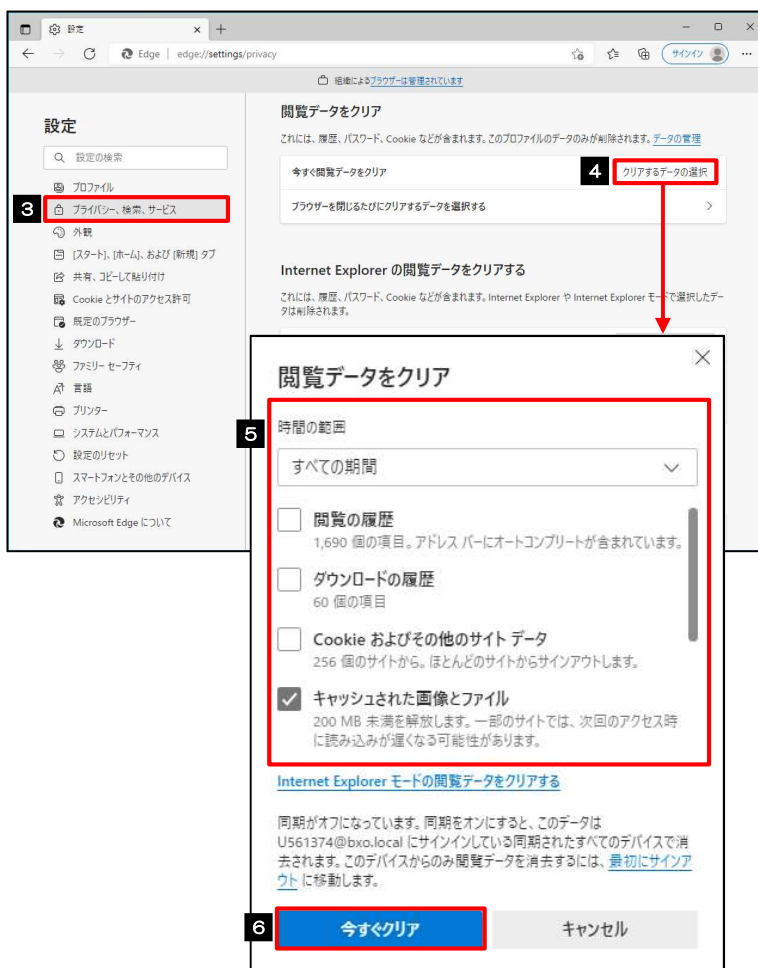 設定
Edge | edge://settings/privacy
サインイン
組織によるブラウザーは管理されています
設定
設定の検索
プロファイル
3
プライバシー、検索、サービス
外観
[スタート]、[ホーム]、および [新規] タブ
共有、コピーして貼り付け
Cookie とサイトのアクセス許可
既定のブラウザー
ダウンロード
ファミリー セーフティ
言語
プリンター
システムとパフォーマンス
設定のリセット
スマートフォンとその他のデバイス
アクセシビリティ
Microsoft Edge について
閲覧データをクリア
これには、履歴、パスワード、Cookie などが含まれます。このプロファイルのデータのみが削除されます。データの管理
今すぐ閲覧データをクリア
4
クリアするデータの選択
ブラウザーを閉じるたびにクリアするデータを選択する
Internet Explorer の閲覧データをクリアする
これには、履歴、パスワード、Cookie などが含まれます。Internet Explorer や Internet Explorer モードで選択したデー
タは削除されます。
閲覧データをクリア
5
時間の範囲
すべての期間
閲覧の履歴
1,690 個の項目。アドレス バーにオートコンプリートが含まれています。
ダウンロードの履歴
60 個の項目
Cookie およびその他のサイト データ
256 個のサイトから。ほとんどのサイトからサインアウトします。
キャッシュされた画像とファイル
200 MB 未満を解放します。一部のサイトでは、次回のアクセス時
に読み込みが遅くなる可能性があります。
Internet Explorer モードの閲覧データをクリアする
同期がオフになっています。同期をオンにすると、このデータは
U561374@bxo.local にサインインしている同期されたすべてのデバイスで消
去されます。このデバイスからのみ閲覧データを消去するには、最初にサインア
ウト に移動します。
6
今すぐクリア
キャンセル